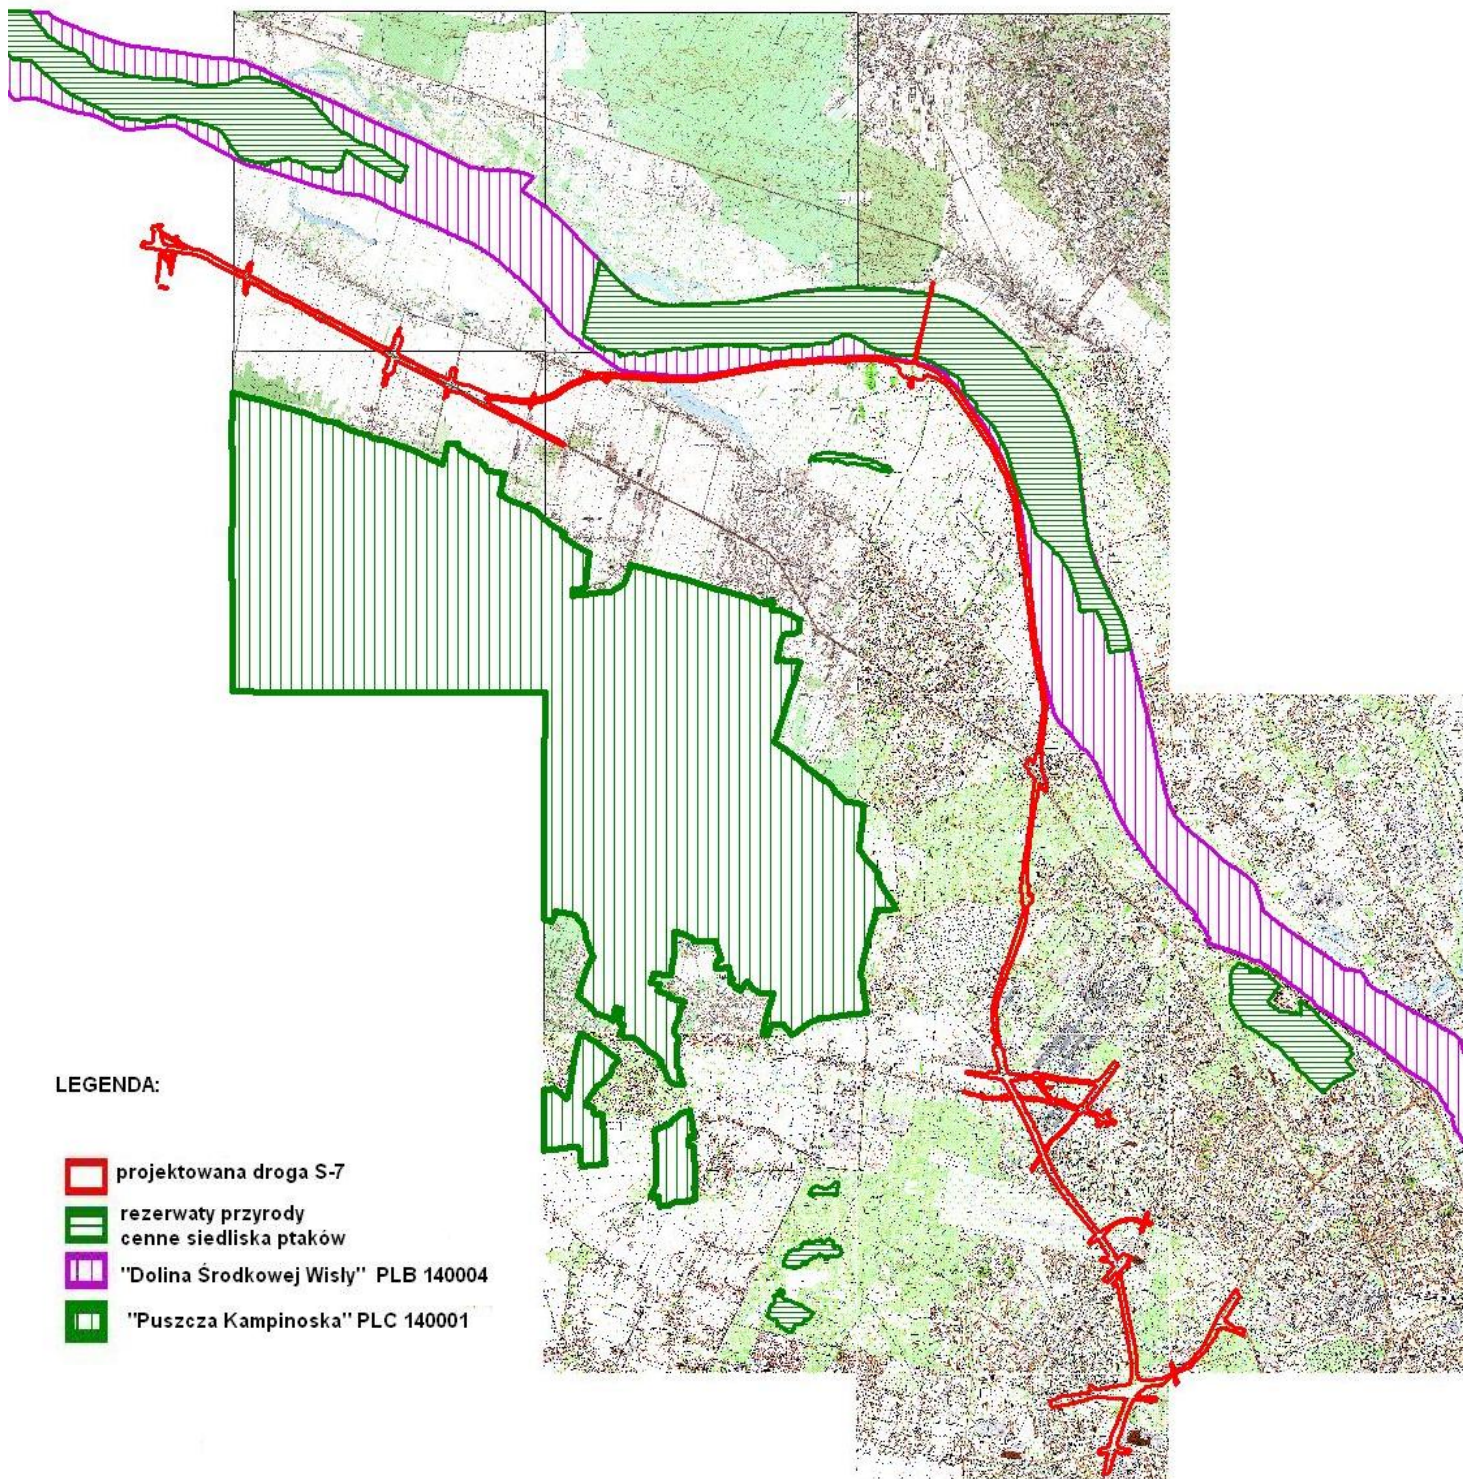 LEGENDA:
projektowana droga S-7
rezerwaty przyrody
cenne siedliska ptaków
"Dolina Środkowej Wisły" PLB 140004
"Puszcza Kampinoska" PLC 140001